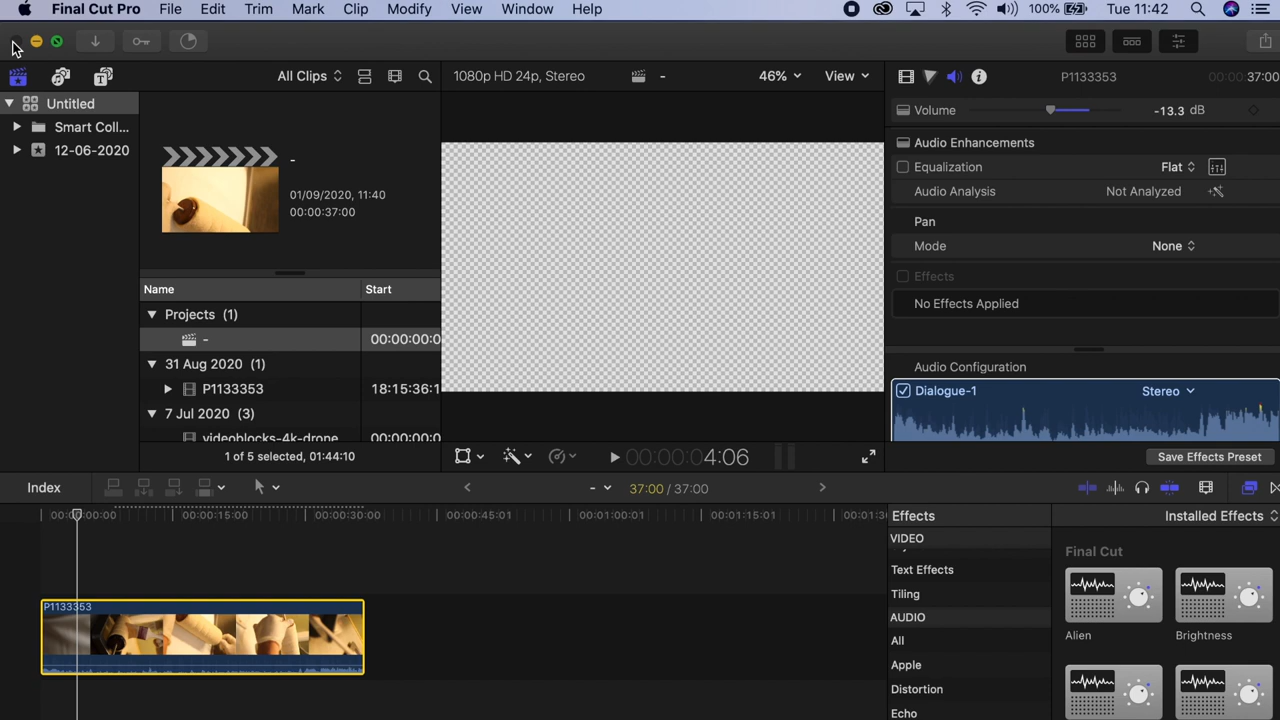 Final Cut Pro File Edit Trim Mark Clip Modify View Window Help 100% Tue 11:42
All Clips 1080p HD 24p, Stereo - 46% View P1133353 00:00:37:00
Untitled
Smart Coll...
12-06-2020
-
01/09/2020, 11:40
00:00:37:00
Name Start
Projects (1)
- 00:00:00:0
31 Aug 2020 (1)
P1133353 18:15:36:1
7 Jul 2020 (3)
videoblocks-4k-drone 00:00:00:0
1 of 5 selected, 01:44:10
00:00:04:06
Volume -13.3 dB
Audio Enhancements
Equalization Flat
Audio Analysis Not Analyzed
Pan
Mode None
Effects
No Effects Applied
Audio Configuration
Dialogue-1 Stereo
Save Effects Preset
Index - 37:00 / 37:00
00:00:00:00 00:00:15:00 00:00:30:00 00:00:45:01 00:01:00:01 00:01:15:01 00:01:3
P1133353
Effects Installed Effects
VIDEO
Text Effects
Tiling
AUDIO
All
Apple
Distortion
Echo
Final Cut
Alien Brightness